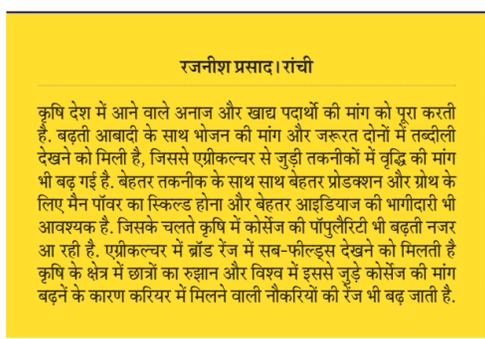 रजनीश प्रसाद।रांची
कृषि देश में आने वाले अनाज और खाद्य पदार्थो की मांग को पूरा करती
है. बढ़ती आबादी के साथ भोजन की मांग और जरूरत दोनों में तब्दीली
देखने को मिली है, जिससे एग्रीकल्चर से जुड़ी तकनीकों में वृद्धि की मांग
भी बढ़ गई है. बेहतर तकनीक के साथ साथ बेहतर प्रोडक्शन और ग्रोथ के
लिए मैन पॉवर का स्किल्ड होना और बेहतर आइडियाज की भागीदारी भी
आवश्यक है. जिसके चलते कृषि में कोर्सेज की पॉपुलैरिटी भी बढ़ती नजर
आ रही है. एग्रीकल्चर में ब्रॉड रेंज में सब-फील्ड्स देखने को मिलती है
कृषि के क्षेत्र में छात्रों का रुझान और विश्व में इससे जुड़े कोर्सेज की मांग
बढ़नें के कारण करियर में मिलने वाली नौकरियों की रेंज भी बढ़ जाती है.